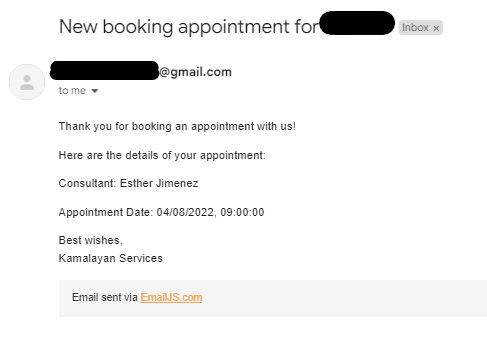 New booking appointment for
Inbox x
@gmail.com
to me
Thank you for booking an appointment with us!
Here are the details of your appointment:
Consultant: Esther Jimenez
Appointment Date: 04/08/2022, 09:00:00
Best wishes,
Kamalayan Services
Email sent via EmailJS.com